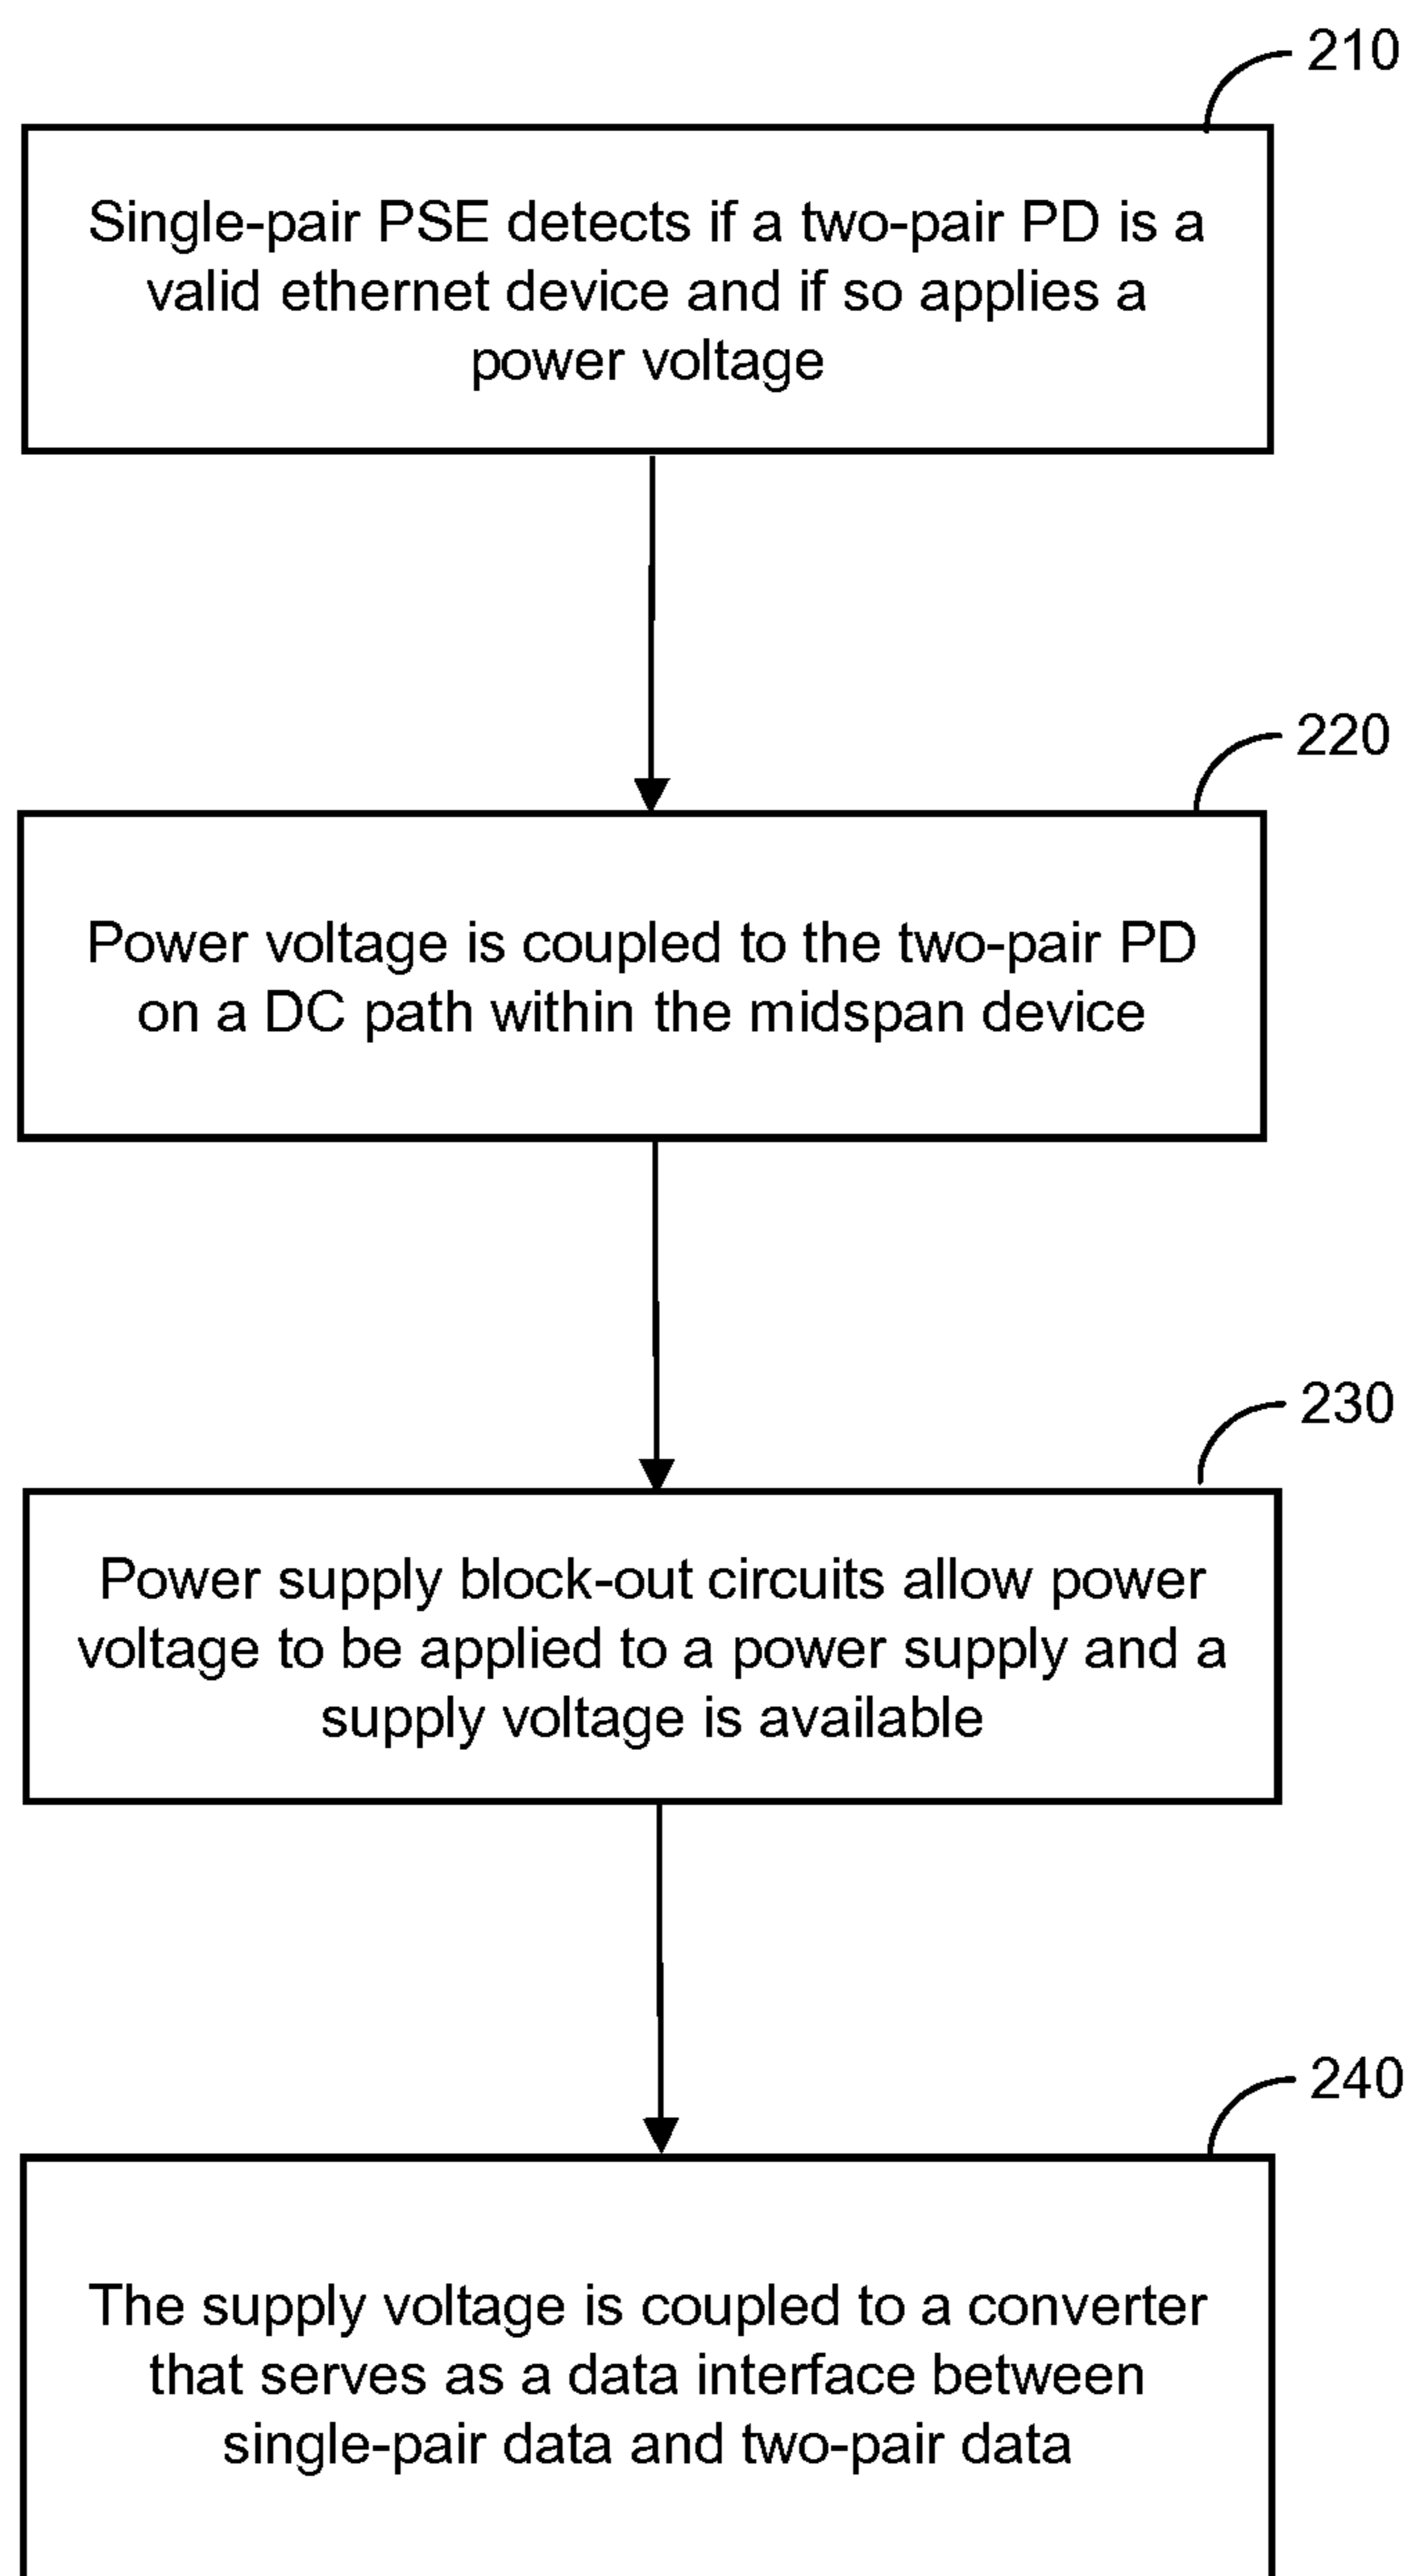 210
Single-pair PSE detects if a two-pair PD is a
valid ethernet device and if so applies a
power voltage
220
Power voltage is coupled to the two-pair PD
on a DC path within the midspan device
230
Power supply block-out circuits allow power
voltage to be applied to a power supply and a
supply voltage is available
240
The supply voltage is coupled to a converter
that serves as a data interface between
single-pair data and two-pair data